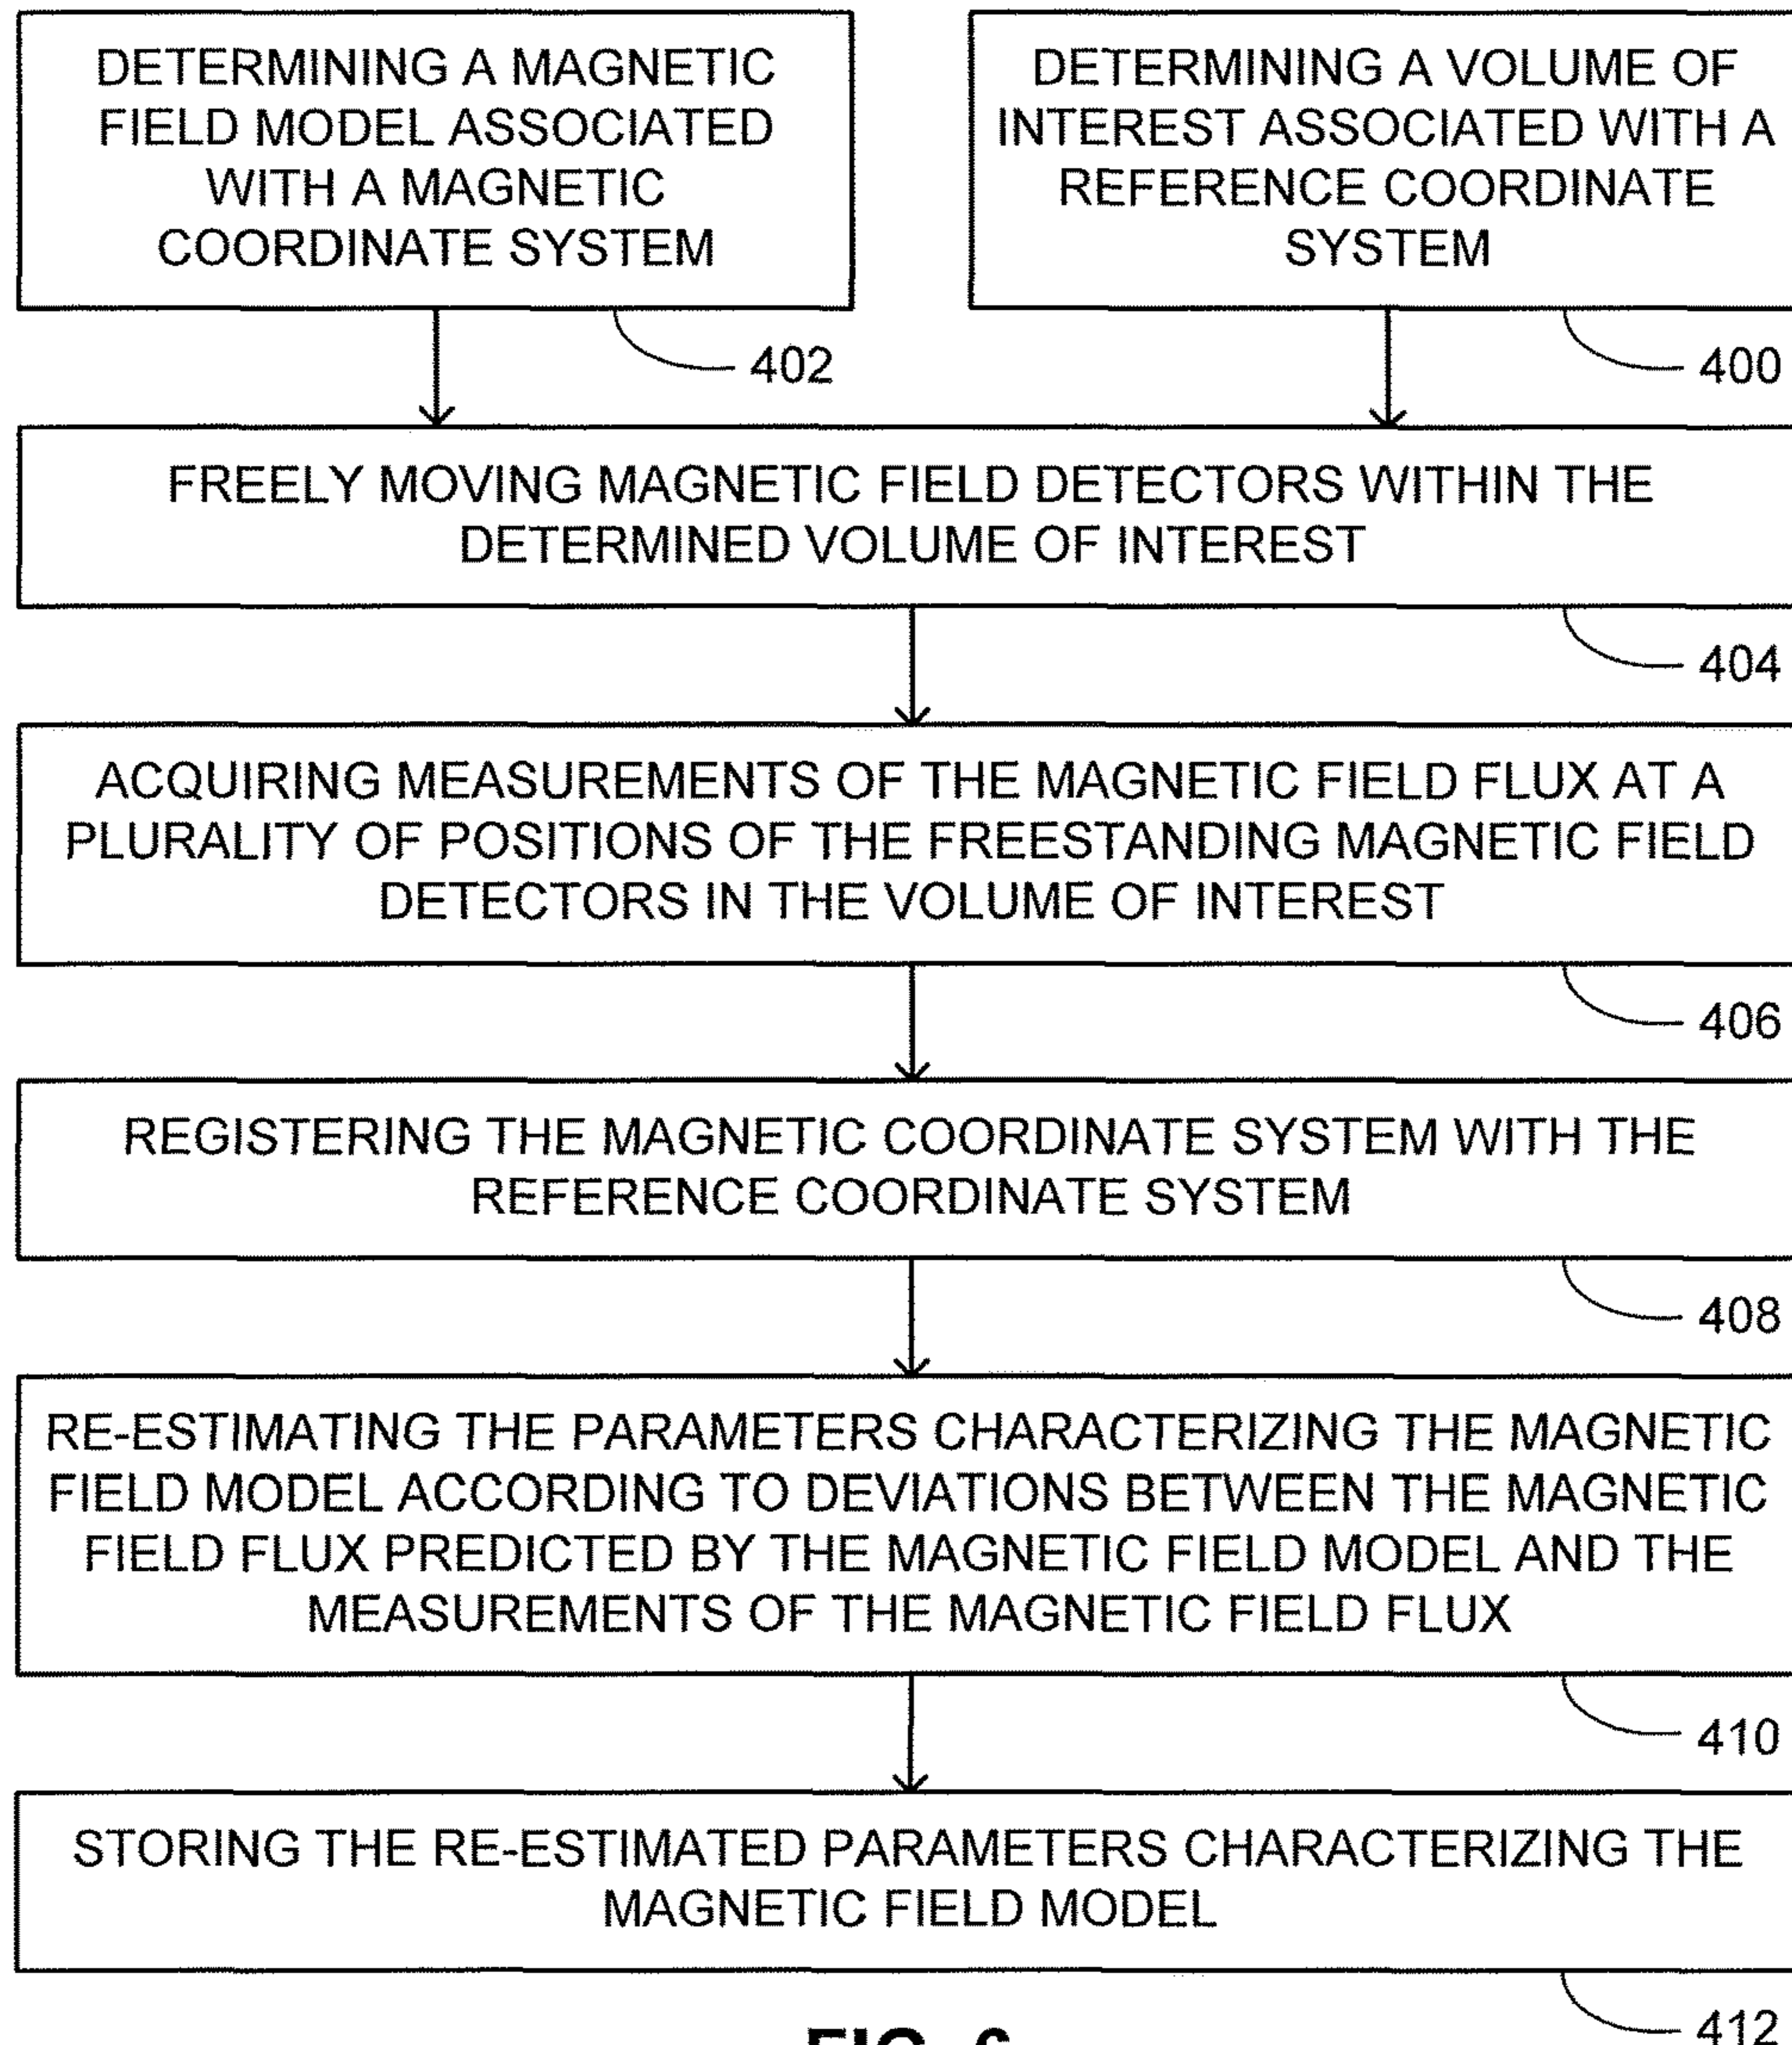 DETERMINING A MAGNETIC
FIELD MODEL ASSOCIATED
WITH A MAGNETIC
COORDINATE SYSTEM
402
DETERMINING A VOLUME OF
INTEREST ASSOCIATED WITH A
REFERENCE COORDINATE
SYSTEM
400
FREELY MOVING MAGNETIC FIELD DETECTORS WITHIN THE
DETERMINED VOLUME OF INTEREST
404
ACQUIRING MEASUREMENTS OF THE MAGNETIC FIELD FLUX AT A
PLURALITY OF POSITIONS OF THE FREESTANDING MAGNETIC FIELD
DETECTORS IN THE VOLUME OF INTEREST
406
REGISTERING THE MAGNETIC COORDINATE SYSTEM WITH THE
REFERENCE COORDINATE SYSTEM
408
RE-ESTIMATING THE PARAMETERS CHARACTERIZING THE MAGNETIC
FIELD MODEL ACCORDING TO DEVIATIONS BETWEEN THE MAGNETIC
FIELD FLUX PREDICTED BY THE MAGNETIC FIELD MODEL AND THE
MEASUREMENTS OF THE MAGNETIC FIELD FLUX
410
STORING THE RE-ESTIMATED PARAMETERS CHARACTERIZING THE
MAGNETIC FIELD MODEL
412